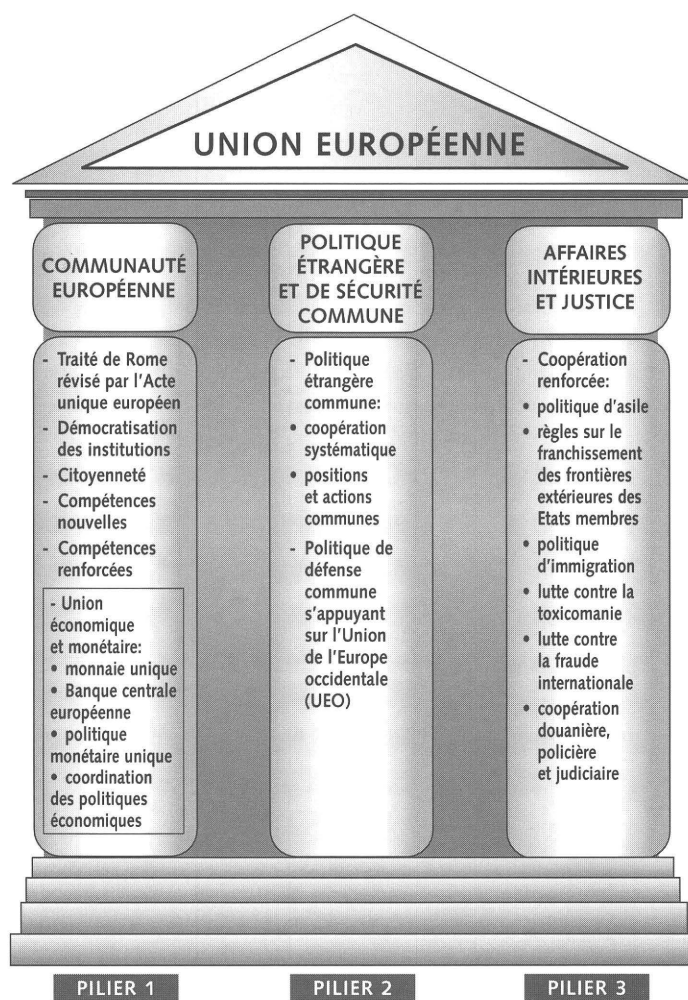 UNION EUROPÉENNE
COMMUNAUTÉ
EUROPÉENNE
- Traité de Rome
révisé par l'Acte
unique européen
- Démocratisation
des institutions
- Citoyenneté
- Compétences
nouvelles
- Compétences
renforcées
- Union
économique
et monétaire:
• monnaie unique
• Banque centrale
européenne
• politique
monétaire unique
• coordination
des politiques
économiques
PILIER 1
POLITIQUE
ÉTRANGÈRE
ET DE SÉCURITÉ
COMMUNE
- Politique
étrangère
commune:
• coopération
systématique
• positions
et actions
communes
- Politique de
défense
commune
s'appuyant
sur l'Union
de l'Europe
occidentale
(UEO)
PILIER 2
AFFAIRES
INTÉRIEURES
ET JUSTICE
- Coopération
renforcée:
• politique d'asile
• règles sur le
franchissement
des frontières
extérieures des
Etats membres
• politique
d'immigration
• lutte contre la
toxicomanie
• lutte contre
la fraude
internationale
• coopération
douanière,
policière
et judiciaire
PILIER 3